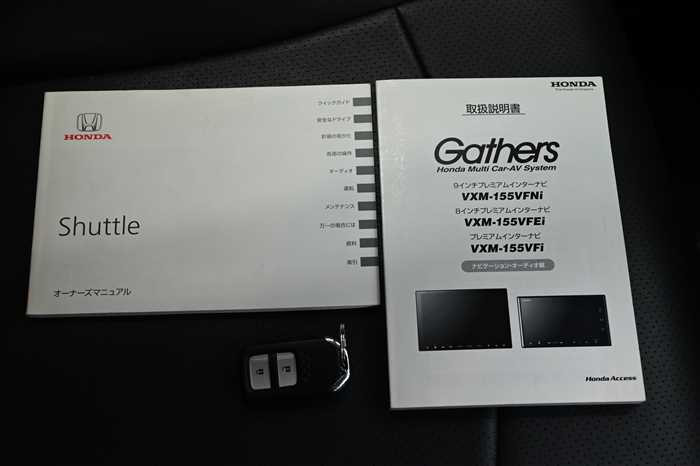 HONDA
Shuttle
オーナーズマニュアル
クイックガイド
安全なドライブ
計器の見かた
各部の操作
オーディオ
運転
メンテナンス
万一の場合には
資料
索引
HONDA
The Power of Dreams
取扱説明書
Gathers
Honda Multi Car-AV System
9インチプレミアムインターナビ
VXM-155VFNi
8インチプレミアムインターナビ
VXM-155VFEi
プレミアムインターナビ
VXM-155VFi
ナビゲーション・オーディオ編
Honda Access